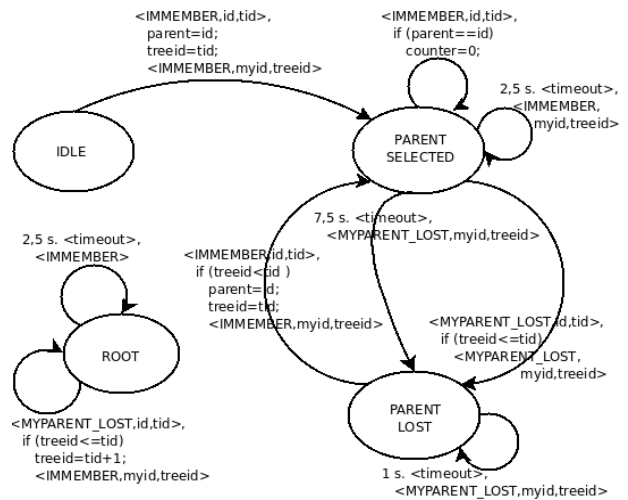 <IMMEMBER,id,tid>,
parent=id;
treeid=tid;
<IMMEMBER,myid,treeid>
<IMMEMBER,id,tid>,
if (parent==id)
counter=0;
2,5 s. <timeout>,
<IMMEMBER,
myid,treeid>
IDLE
PARENT
SELECTED
7,5 s. <timeout>,
<MYPARENT_LOST,myid,treeid>
2,5 s. <timeout>,
<IMMEMBER>
<IMMEMBER,id,tid>,
if (treeid<tid )
parent=id;
treeid=tid;
<IMMEMBER,myid,treeid>
ROOT
<MYPARENT_LOST,id,tid>,
if (treeid<=tid)
<MYPARENT_LOST,
myid,treeid>
<MYPARENT_LOST,id,tid>,
if (treeid<=tid)
treeid=tid+1;
<IMMEMBER,myid,treeid>
PARENT
LOST
1 s. <timeout>,
<MYPARENT_LOST,myid,treeid>